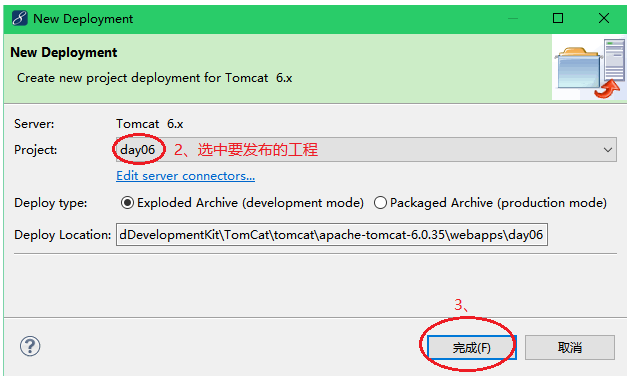 New Deployment
New Deployment
Create new project deployment for Tomcat 6.x
Server: Tomcat 6.x
Project: day06 2、选中要发布的工程
Edit server connectors...
Deploy type: Exploded Archive (development mode) Packaged Archive (production mode)
Deploy Location: dDevelopmentKit\TomCat\tomcat\apache-tomcat-6.0.35\webapps\day06
3、
完成(F) 取消